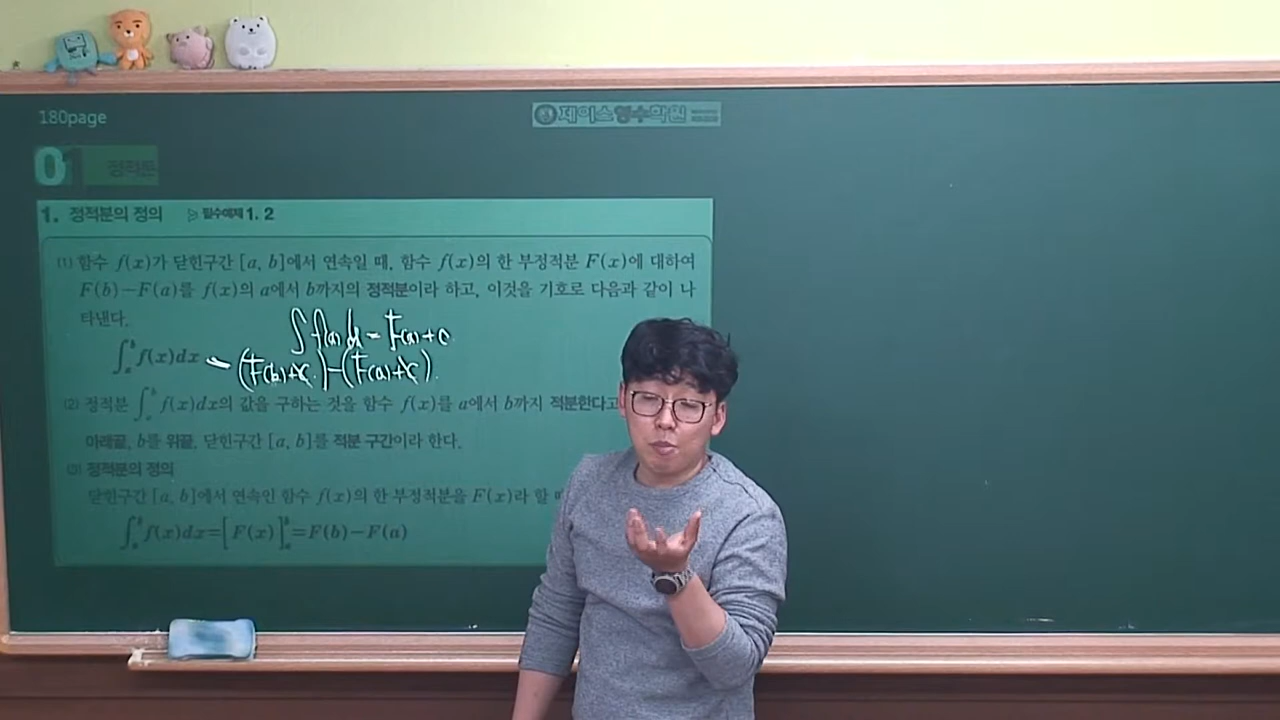 180page
제이스영수학원
01 정적분
1. 정적분의 정의 ▷ 필수예제 1, 2
(1) 함수 f(x)가 닫힌구간 [a, b]에서 연속일 때, 함수 f(x)의 한 부정적분 F(x)에 대하여
F(b)−F(a)를 f(x)의 a에서 b까지의 정적분이라 하고, 이것을 기호로 다음과 같이 나
타낸다.
∫f(x)dx = F(x)+C
∫ₐᵇ f(x)dx = (F(b)+C)−(F(a)+C).
(2) 정적분 ∫ₐᵇ f(x)dx의 값을 구하는 것을 함수 f(x)를 a에서 b까지 적분한다고
아래끝, b를 위끝, 닫힌구간 [a, b]를 적분 구간이라 한다.
(3) 정적분의 정의
닫힌구간 [a, b]에서 연속인 함수 f(x)의 한 부정적분을 F(x)라 할
∫ₐᵇ f(x)dx=[F(x)]ₐᵇ=F(b)−F(a)